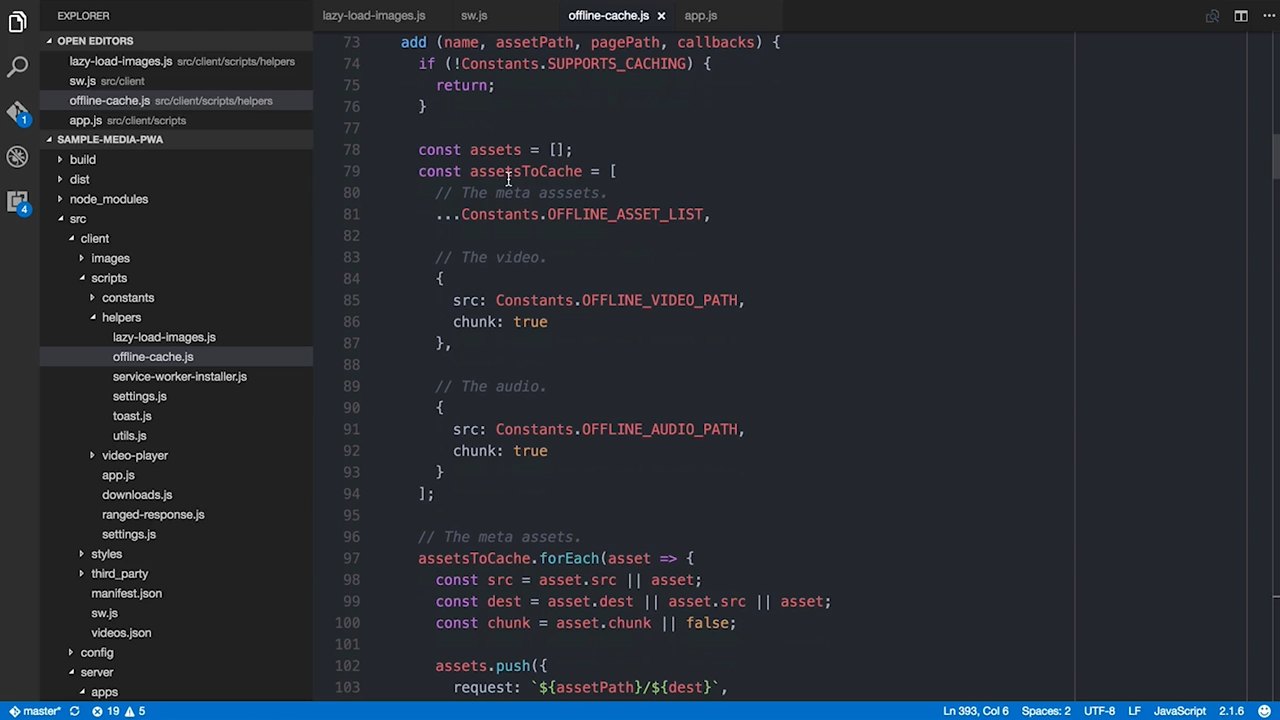 EXPLORER
OPEN EDITORS
lazy-load-images.js src/client/scripts/helpers
sw.js src/client
offline-cache.js src/client/scripts/helpers
app.js src/client/scripts
SAMPLE-MEDIA-PWA
build
dist
node_modules
src
client
images
scripts
constants
helpers
lazy-load-images.js
offline-cache.js
service-worker-installer.js
settings.js
toast.js
utils.js
video-player
app.js
downloads.js
ranged-response.js
settings.js
styles
third_party
manifest.json
sw.js
videos.json
config
server
apps
1
4
lazy-load-images.js sw.js offline-cache.js app.js
73 add (name, assetPath, pagePath, callbacks) {
74 if (!Constants.SUPPORTS_CACHING) {
75 return;
76 }
77
78 const assets = [];
79 const assetsToCache = [
80 // The meta asssets.
81 ...Constants.OFFLINE_ASSET_LIST,
82
83 // The video.
84 {
85 src: Constants.OFFLINE_VIDEO_PATH,
86 chunk: true
87 },
88
89 // The audio.
90 {
91 src: Constants.OFFLINE_AUDIO_PATH,
92 chunk: true
93 }
94 ];
95
96 // The meta assets.
97 assetsToCache.forEach(asset => {
98 const src = asset.src || asset;
99 const dest = asset.dest || asset.src || asset;
100 const chunk = asset.chunk || false;
101
102 assets.push({
103 request: `${assetPath}/${dest}`,
master* 19 5 Ln 393, Col 6 Spaces: 2 UTF-8 LF JavaScript 2.1.6